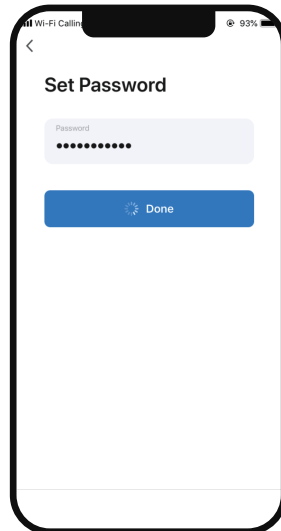 Wi-Fi Calling
93%
Set Password
Password
•••••••••••
Done